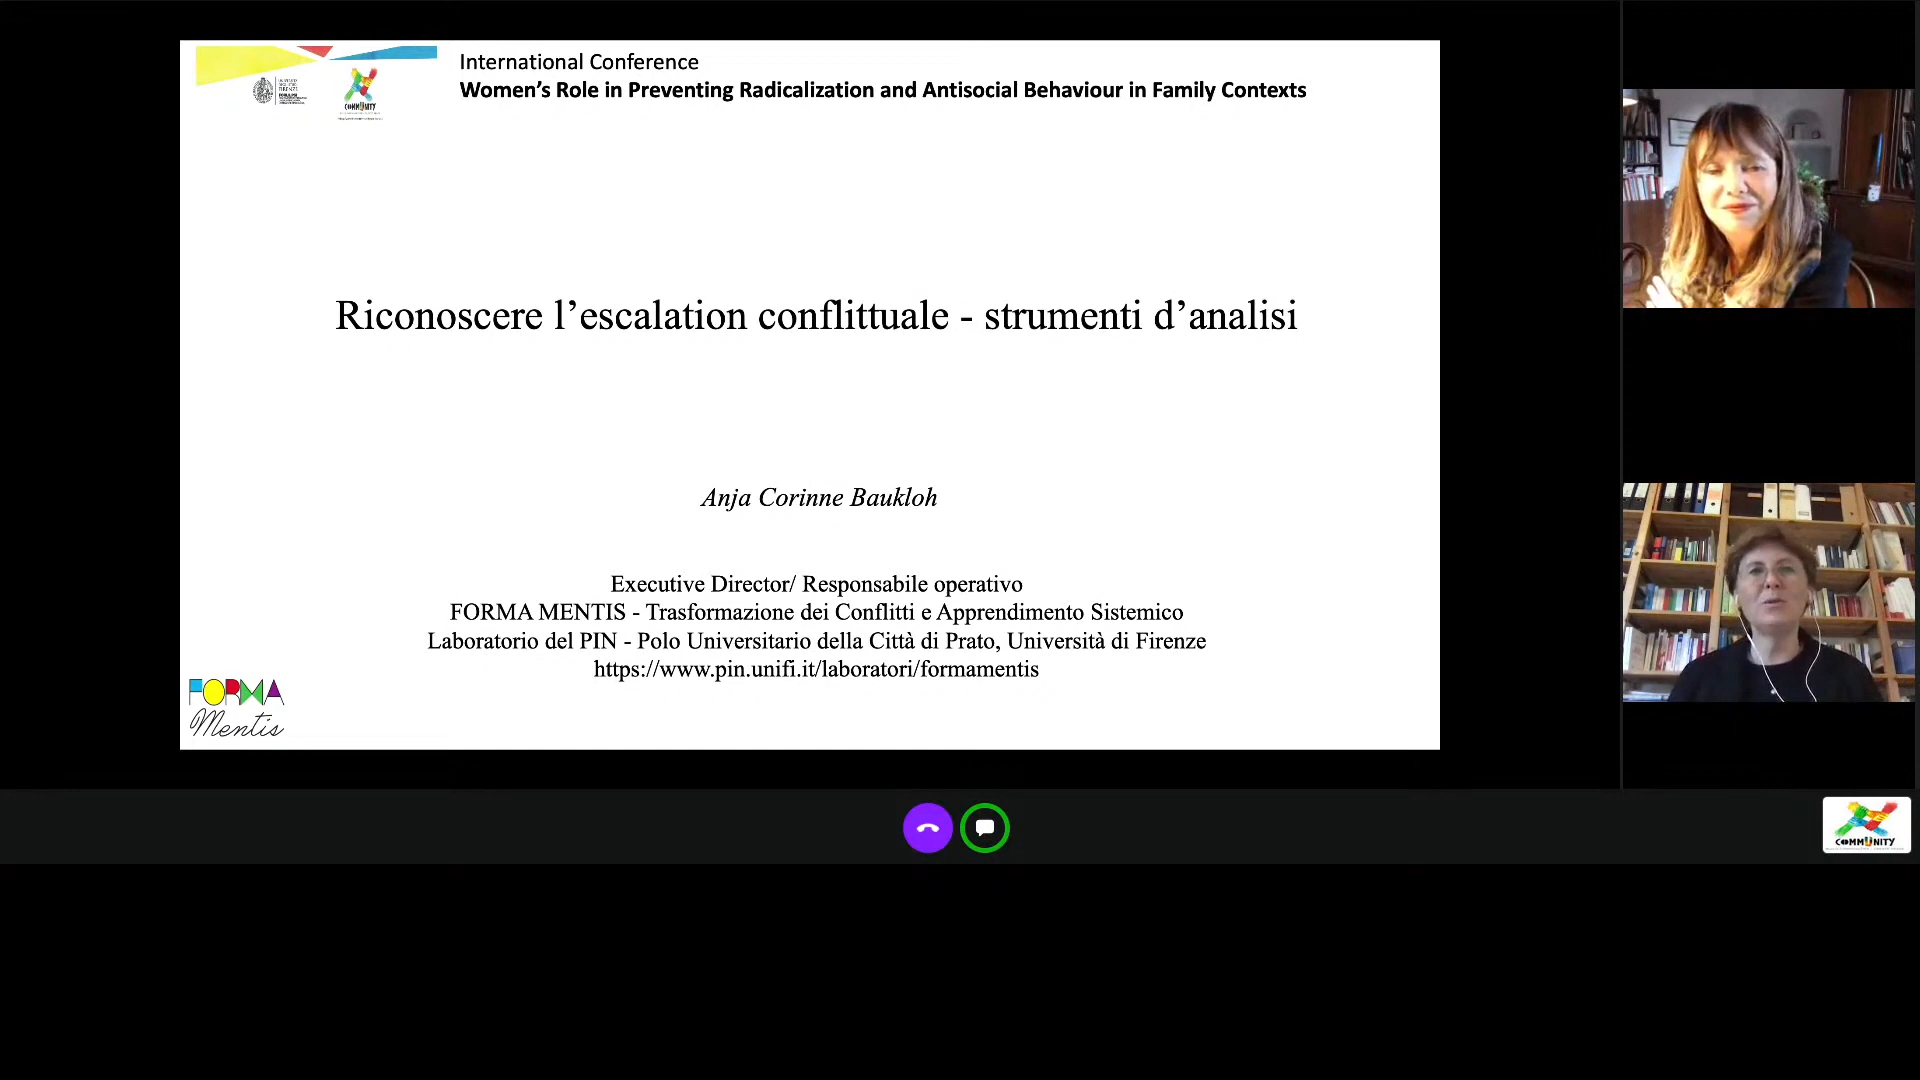 International Conference
Women’s Role in Preventing Radicalization and Antisocial Behaviour in Family Contexts
COMMUNITY
Riconoscere l’escalation conflittuale - strumenti d’analisi
Anja Corinne Baukloh
Executive Director/ Responsabile operativo
FORMA MENTIS - Trasformazione dei Conflitti e Apprendimento Sistemico
Laboratorio del PIN - Polo Universitario della Città di Prato, Università di Firenze
https://www.pin.unifi.it/laboratori/formamentis
FORMA
Mentis
COMMUNITY